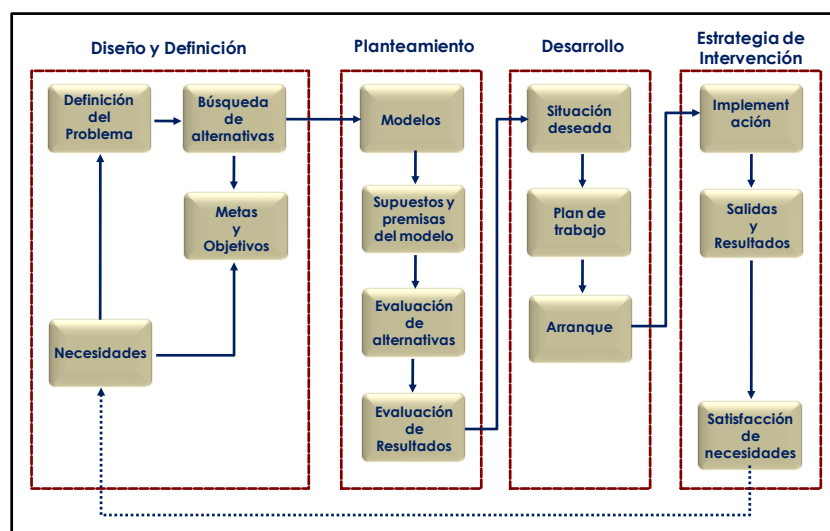 Diseño y Definición
Definición
del
Problema
Búsqueda
de
alternativas
Metas
y
Objetivos
Necesidades
Planteamiento
Modelos
Supuestos y
premisas
del modelo
Evaluación
de
alternativas
Evaluación
de
Resultados
Desarrollo
Situación
deseada
Plan de
trabajo
Arranque
Estrategia de
Intervención
Implement
ación
Salidas
y
Resultados
Satisfacción
de
necesidades